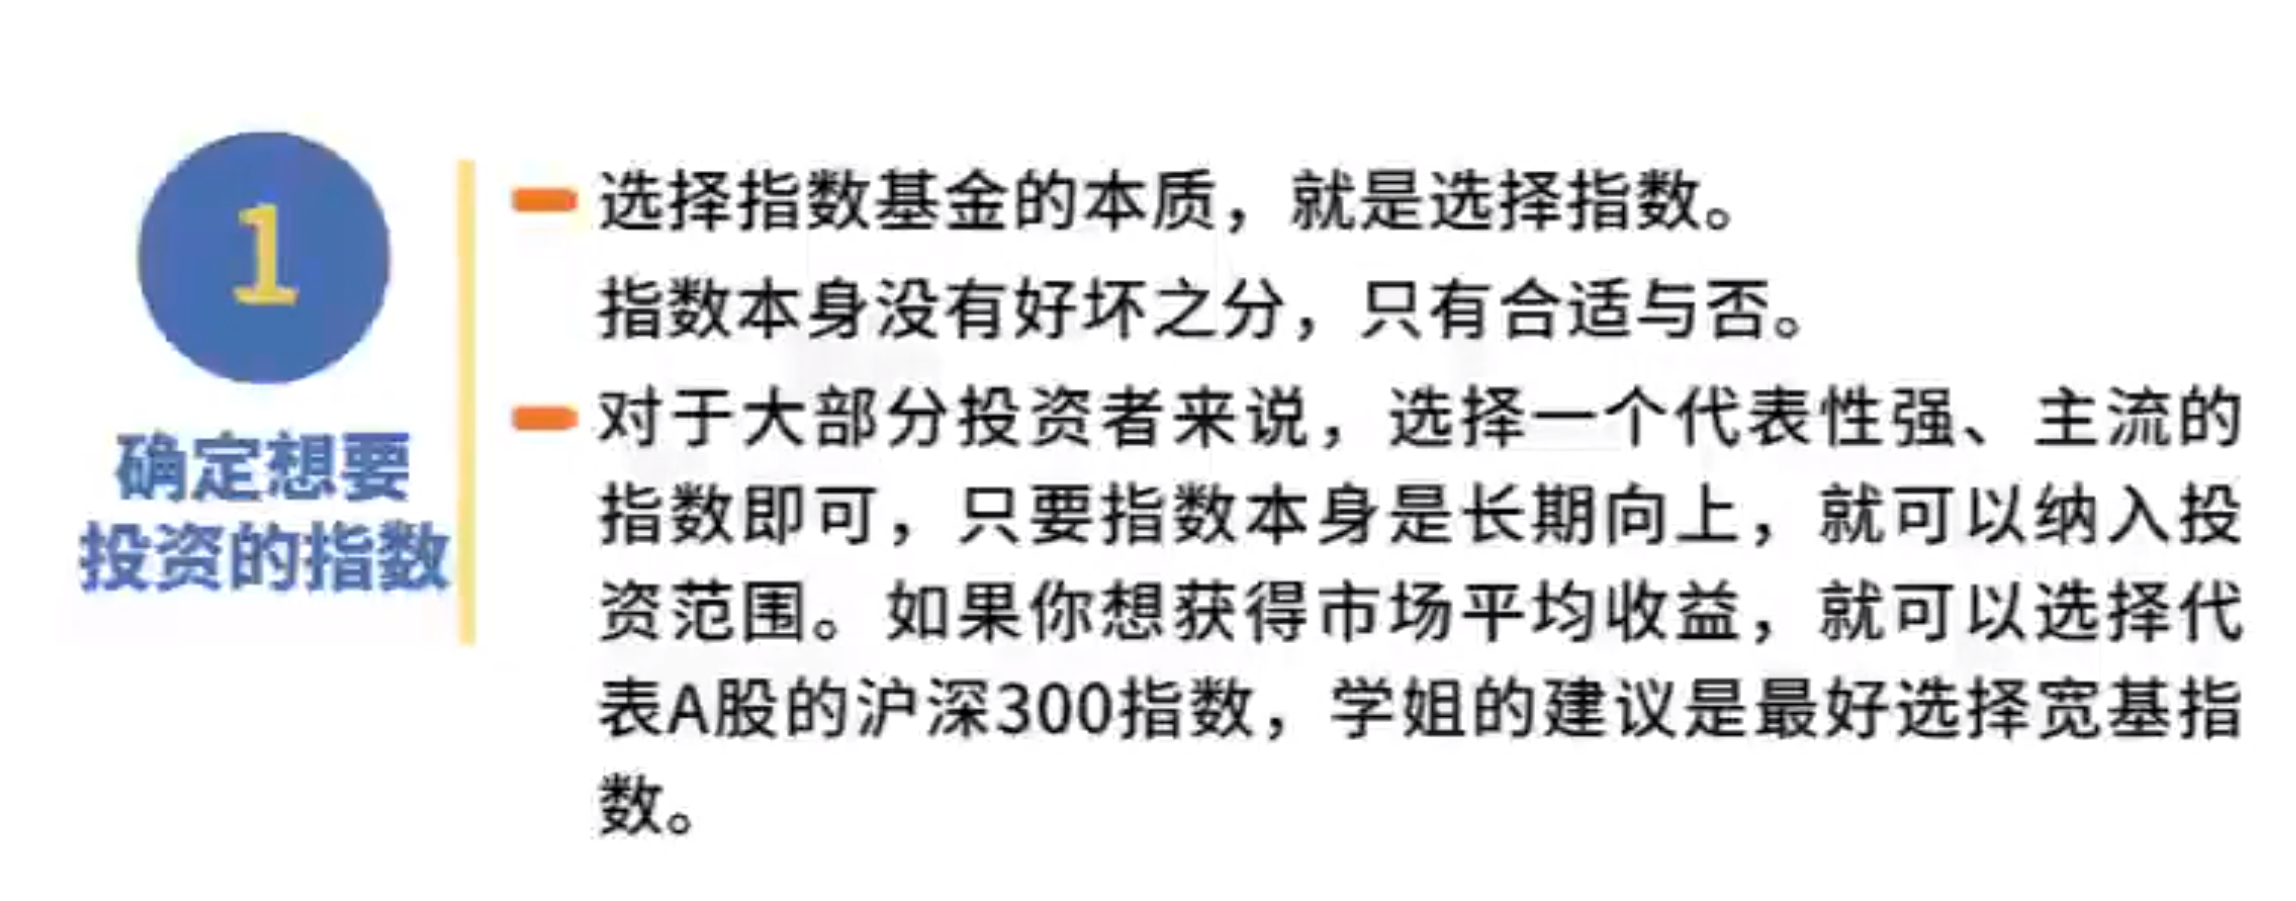 1
确定想要
投资的指数
选择指数基金的本质，就是选择指数。
指数本身没有好坏之分，只有合适与否。
对于大部分投资者来说，选择一个代表性强、主流的
指数即可，只要指数本身是长期向上，就可以纳入投
资范围。如果你想获得市场平均收益，就可以选择代
表A股的沪深300指数，学姐的建议是最好选择宽基指
数。